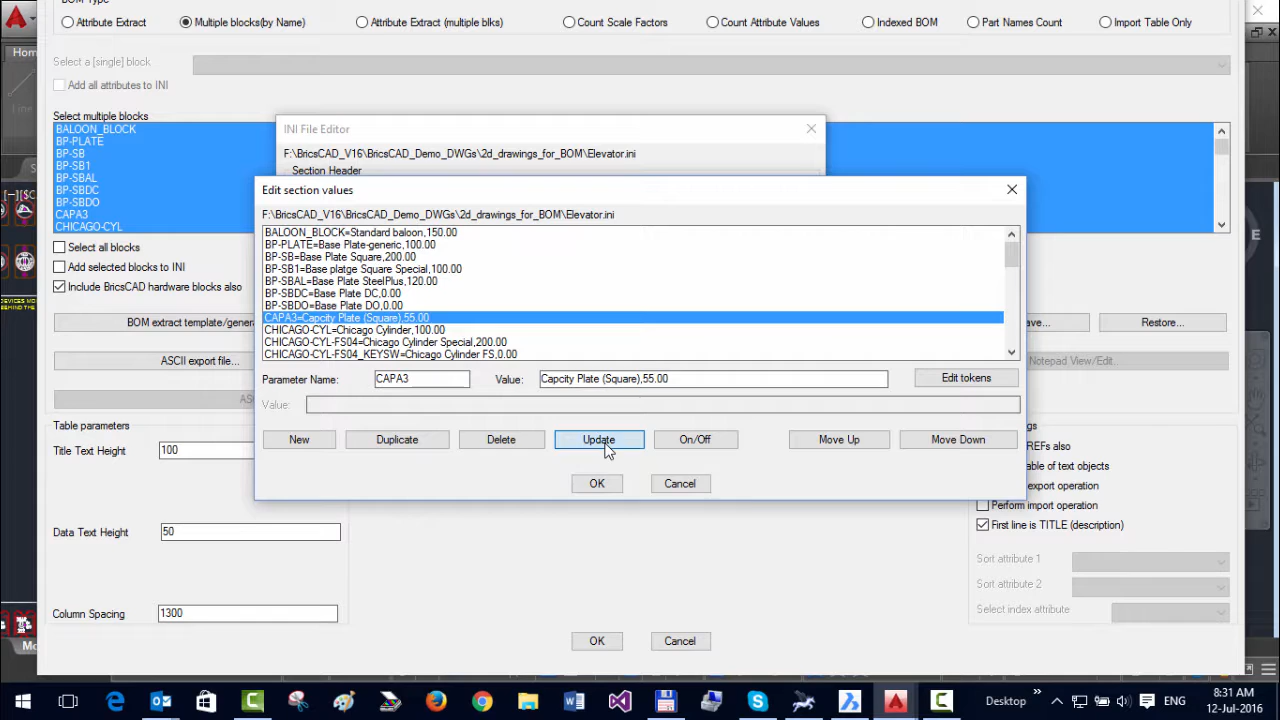 BOM Type
Attribute Extract
Multiple blocks(by Name)
Attribute Extract (multiple blks)
Count Scale Factors
Count Attribute Values
Indexed BOM
Part Names Count
Import Table Only
Home
Select a [single] block
Add all attributes to INI
Line
Select multiple blocks
BALOON_BLOCK
BP-PLATE
BP-SB
BP-SB1
BP-SBAL
BP-SBDC
BP-SBDO
CAPA3
CHICAGO-CYL
INI File Editor
F:\BricsCAD_V16\BricsCAD_Demo_DWGs\2d_drawings_for_BOM\Elevator.ini
Section Header
Edit section values
F:\BricsCAD_V16\BricsCAD_Demo_DWGs\2d_drawings_for_BOM\Elevator.ini
BALOON_BLOCK=Standard baloon,150.00
BP-PLATE=Base Plate-generic,100.00
BP-SB=Base Plate Square,200.00
BP-SB1=Base platge Square Special,100.00
BP-SBAL=Base Plate SteelPlus,120.00
BP-SBDC=Base Plate DC,0.00
BP-SBDO=Base Plate DO,0.00
CAPA3=Capcity Plate (Square),55.00
CHICAGO-CYL=Chicago Cylinder,100.00
CHICAGO-CYL-FS04=Chicago Cylinder Special,200.00
CHICAGO-CYL-FS04_KEYSW=Chicago Cylinder FS,0.00
Parameter Name:
CAPA3
Value:
Capcity Plate (Square),55.00
Edit tokens
Value:
New
Duplicate
Delete
Update
On/Off
Move Up
Move Down
OK
Cancel
[−][SC
E
DEVICES MO
BEHIND THE
Select all blocks
Add selected blocks to INI
Include BricsCAD hardware blocks also
BOM extract template/genera
ave...
Restore...
ASCII export file...
Notepad View/Edit.
ASC
Table parameters
Title Text Height
100
Data Text Height
50
Column Spacing
1300
gs
REFs also
able of text objects
export operation
Perform import operation
First line is TITLE (description)
Sort attribute 1
Sort attribute 2
Select index attribute
OK
Cancel
Mo
Desktop
ENG
8:31 AM
12-Jul-2016